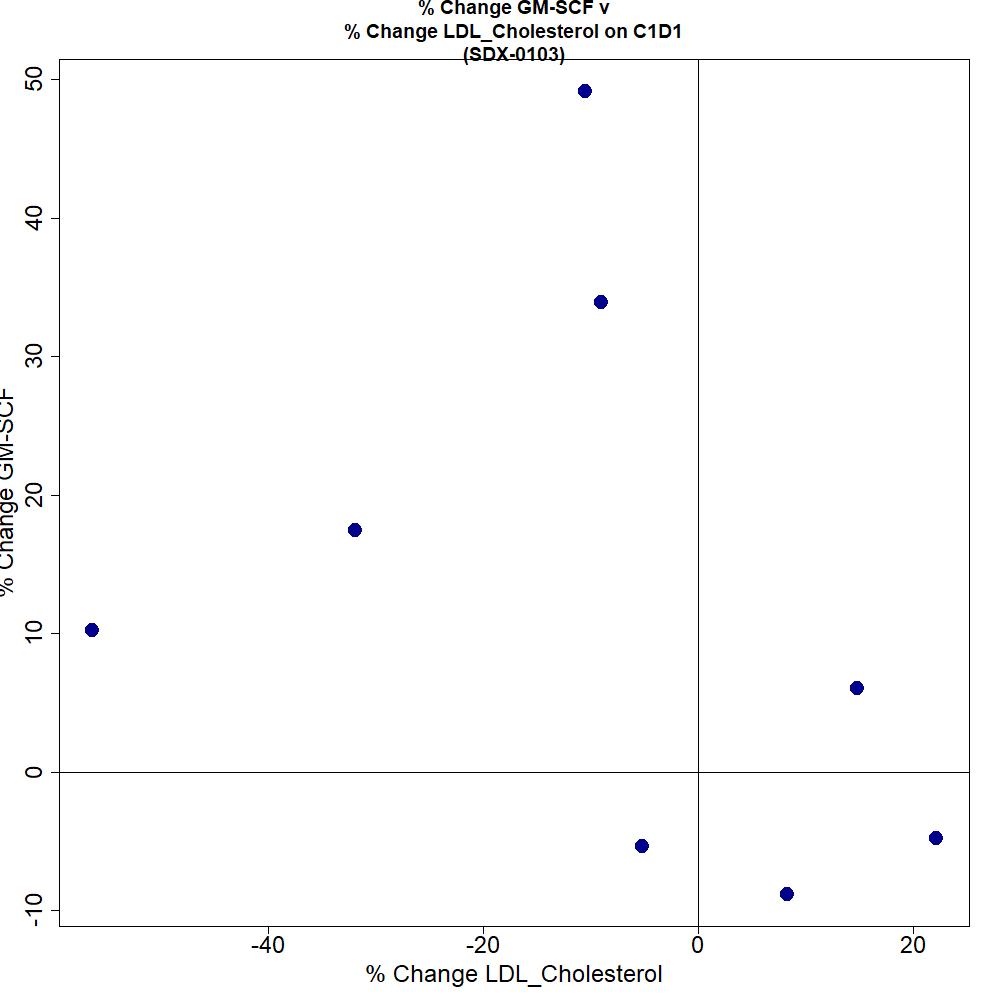 % Change GM-SCF v
% Change LDL_Cholesterol on C1D1
(SDX-0103)
50
40
30
20
10
0
-10
% Change GM-SCF
-40
-20
0
20
% Change LDL_Cholesterol